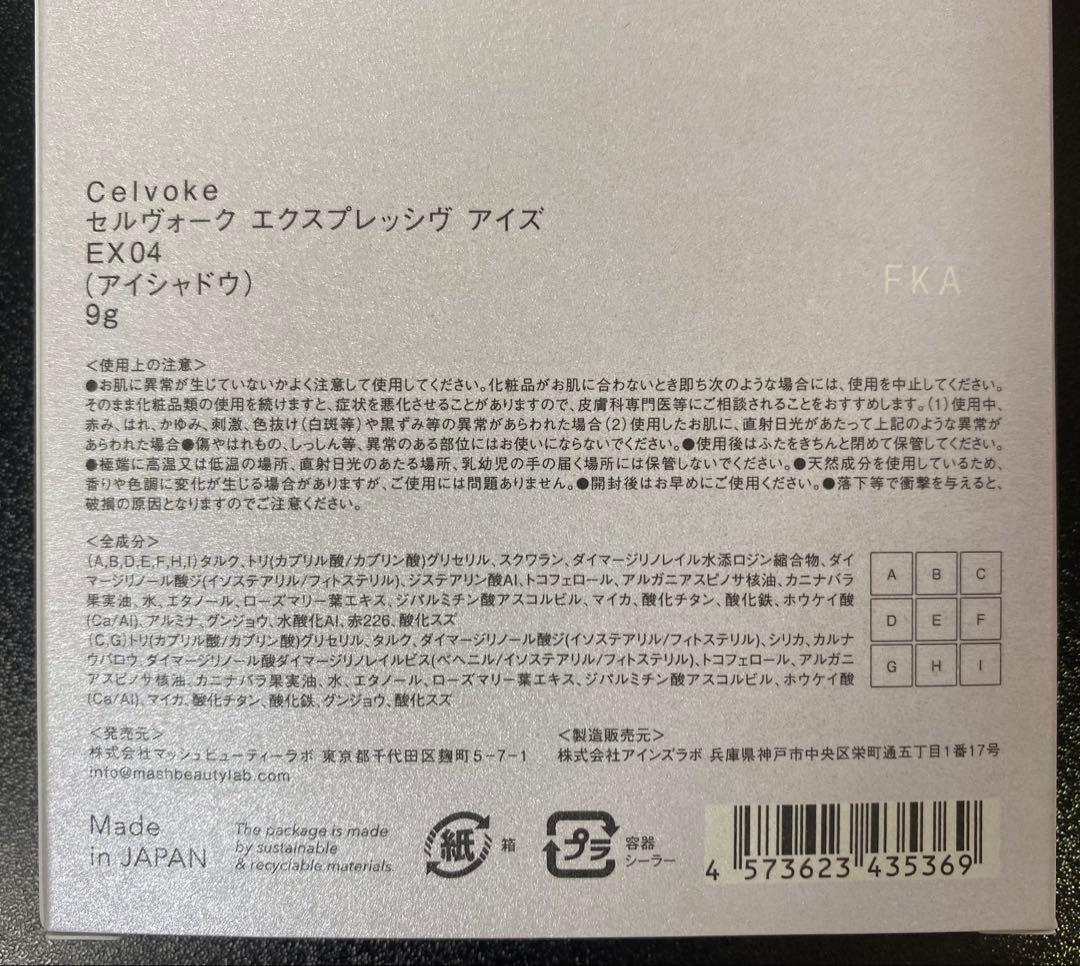 Celvoke
セルヴォーク エクスプレッシヴ アイズ
EX04
(アイシャドウ)
9g
FKA
＜使用上の注意＞
●お肌に異常が生じていないかよく注意して使用してください。化粧品がお肌に合わないとき即ち次のような場合には、使用を中止してください。
そのまま化粧品類の使用を続けますと、症状を悪化させることがありますので、皮膚科専門医等にご相談されることをおすすめします。(1)使用中、
赤み、はれ、かゆみ、刺激、色抜け(白斑等)や黒ずみ等の異常があらわれた場合(2)使用したお肌に、直射日光があたって上記のような異常が
あらわれた場合●傷やはれもの、しっしん等、異常のある部位にはお使いにならないでください。●使用後はふたをきちんと閉めて保管してください。
●極端に高温又は低温の場所、直射日光のあたる場所、乳幼児の手の届く場所には保管しないでください。●天然成分を使用しているため、
香りや色調に変化が生じる場合がありますが、ご使用には問題ありません。●開封後はお早めにご使用ください。●落下等で衝撃を与えると、
破損の原因となりますのでご注意ください。
＜全成分＞
(A,B,D,E,F,H,I)タルク、トリ(カプリル酸/カプリン酸)グリセリル、スクワラン、ダイマージリノレイル水添ロジン縮合物、ダイ
マージリノール酸ジ(イソステアリル/フィトステリル)、ジステアリン酸Al、トコフェロール、アルガニアスピノサ核油、カニナバラ
果実油、水、エタノール、ローズマリー葉エキス、ジパルミチン酸アスコルビル、マイカ、酸化チタン、酸化鉄、ホウケイ酸
(Ca/Al)、アルミナ、グンジョウ、水酸化Al、赤226、酸化スズ
(C,G)トリ(カプリル酸/カプリン酸)グリセリル、タルク、ダイマージリノール酸ジ(イソステアリル/フィトステリル)、シリカ、カルナ
ウバロウ、ダイマージリノール酸ダイマージリノレイルビス(ベヘニル/イソステアリル/フィトステリル)、トコフェロール、アルガニ
アスピノサ核油、カニナバラ果実油、水、エタノール、ローズマリー葉エキス、ジパルミチン酸アスコルビル、ホウケイ酸
(Ca/Al)、マイカ、酸化チタン、酸化鉄、グンジョウ、酸化スズ
A B C
D E F
G H I
＜発売元＞
株式会社マッシュビューティーラボ 東京都千代田区麹町5-7-1
info@mashbeautylab.com
＜製造販売元＞
株式会社アインズラボ 兵庫県神戸市中央区栄町通五丁目1番17号
Made
in JAPAN
The package is made
by sustainable
& recyclable materials
紙
箱
プラ
容器
シーラー
4 573623 435369